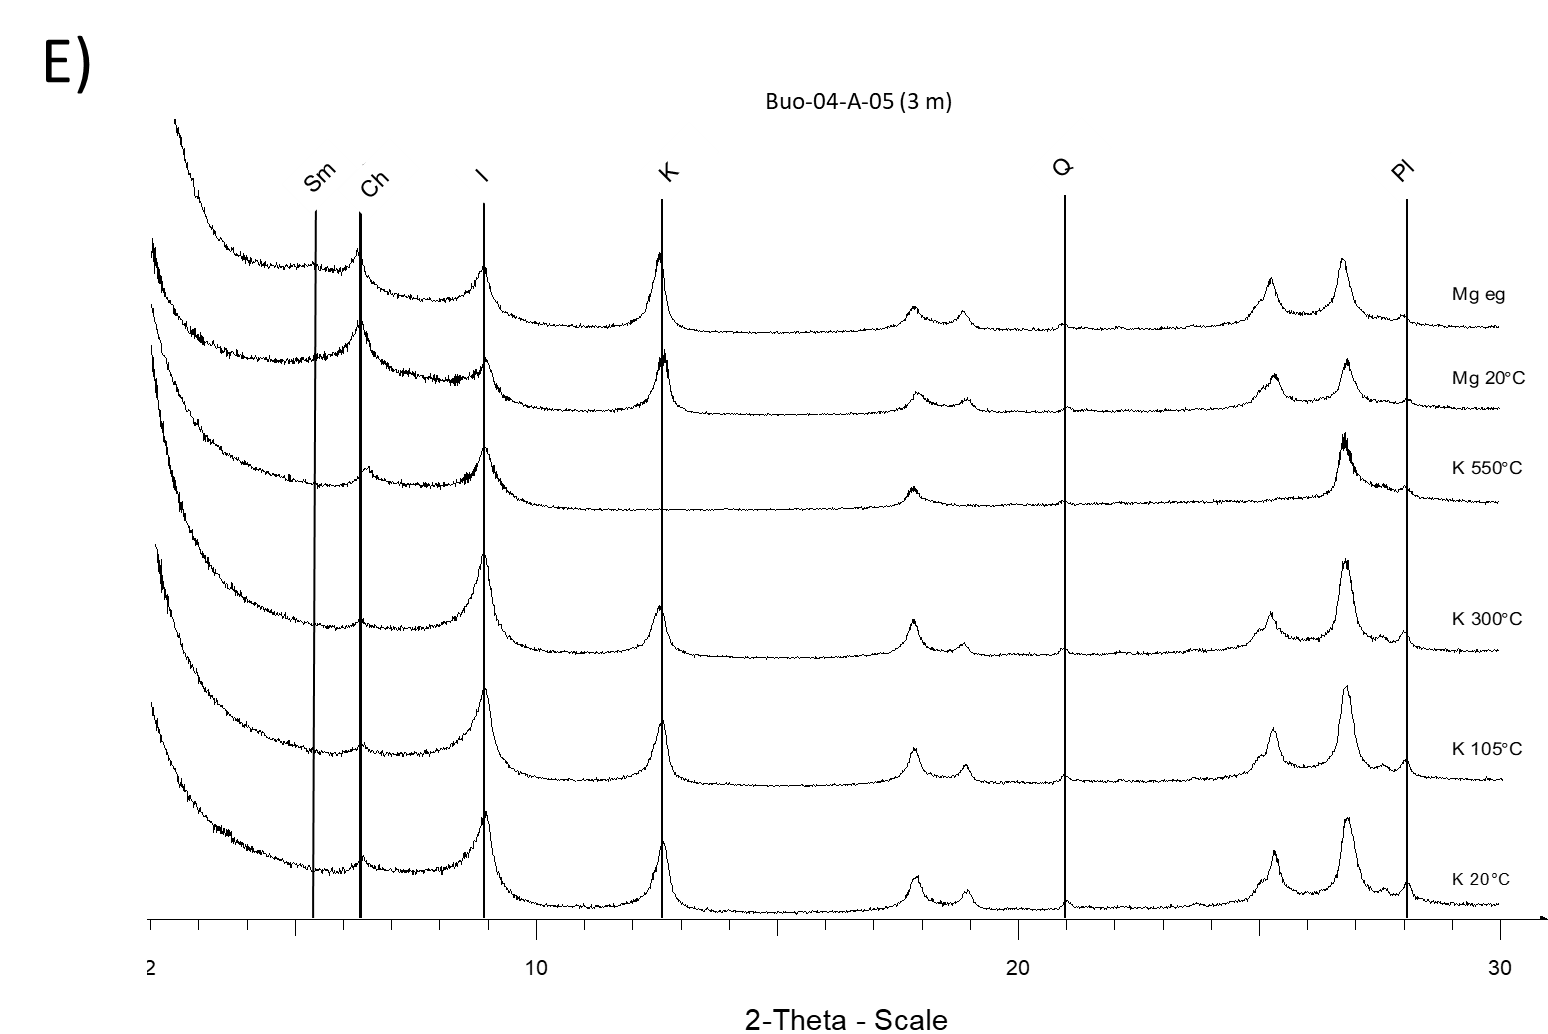 E)
Buo-04-A-05 (3 m)
Sm
Ch
I
K
Q
Pl
Mg eg
Mg 20°C
K 550°C
K 300°C
K 105°C
K 20°C
2
10
20
30
2-Theta - Scale